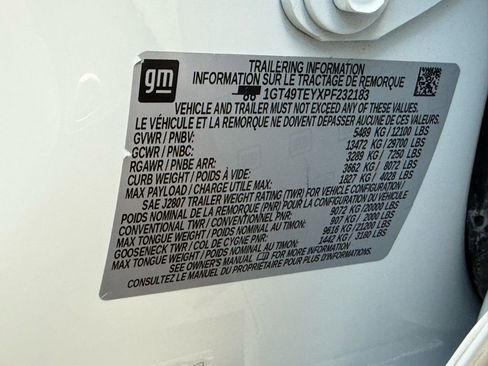 gm
TRAILERING INFORMATION
INFORMATION SUR LE TRACTAGE DE REMORQUE
1GT49TEYXPF232183
VEHICLE AND TRAILER MUST NOT EXCEED ANY OF THESE VALUES
LE VÉHICULE ET LA REMORQUE NE DOIVENT DÉPASSER AUCUNE DE CES VALEURS
GVWR / PNBV: 5489 KG / 12100 LBS
GCWR / PNBC: 13472 KG / 29700 LBS
RGAWR / PNBE ARR: 3289 KG / 7250 LBS
CURB WEIGHT / POIDS À VIDE: 3662 KG / 8072 LBS
MAX PAYLOAD / CHARGE UTILE MAX: 1827 KG / 4028 LBS
SAE J2807 TRAILER WEIGHT RATING (TWR) FOR VEHICLE CONFIGURATION /
POIDS NOMINAL DE LA REMORQUE (PNR) POUR LA CONFIGURATION DU VÉHICULE
CONVENTIONAL TWR / CONVENTIONNEL PNR: 9072 KG / 20000 LBS
MAX TONGUE WEIGHT / POIDS NOMINAL AU TIMON: 907 KG / 2000 LBS
GOOSENECK TWR / COL DE CYGNE PNR: 9616 KG / 21200 LBS
MAX TONGUE WEIGHT / POIDS NOMINAL AU TIMON: 1442 KG / 3180 LBS
SEE OWNER'S MANUAL FOR MORE INFORMATION
CONSULTEZ LE MANUEL DU PROPRIÉTAIRE POUR PLUS D'INFORMATION